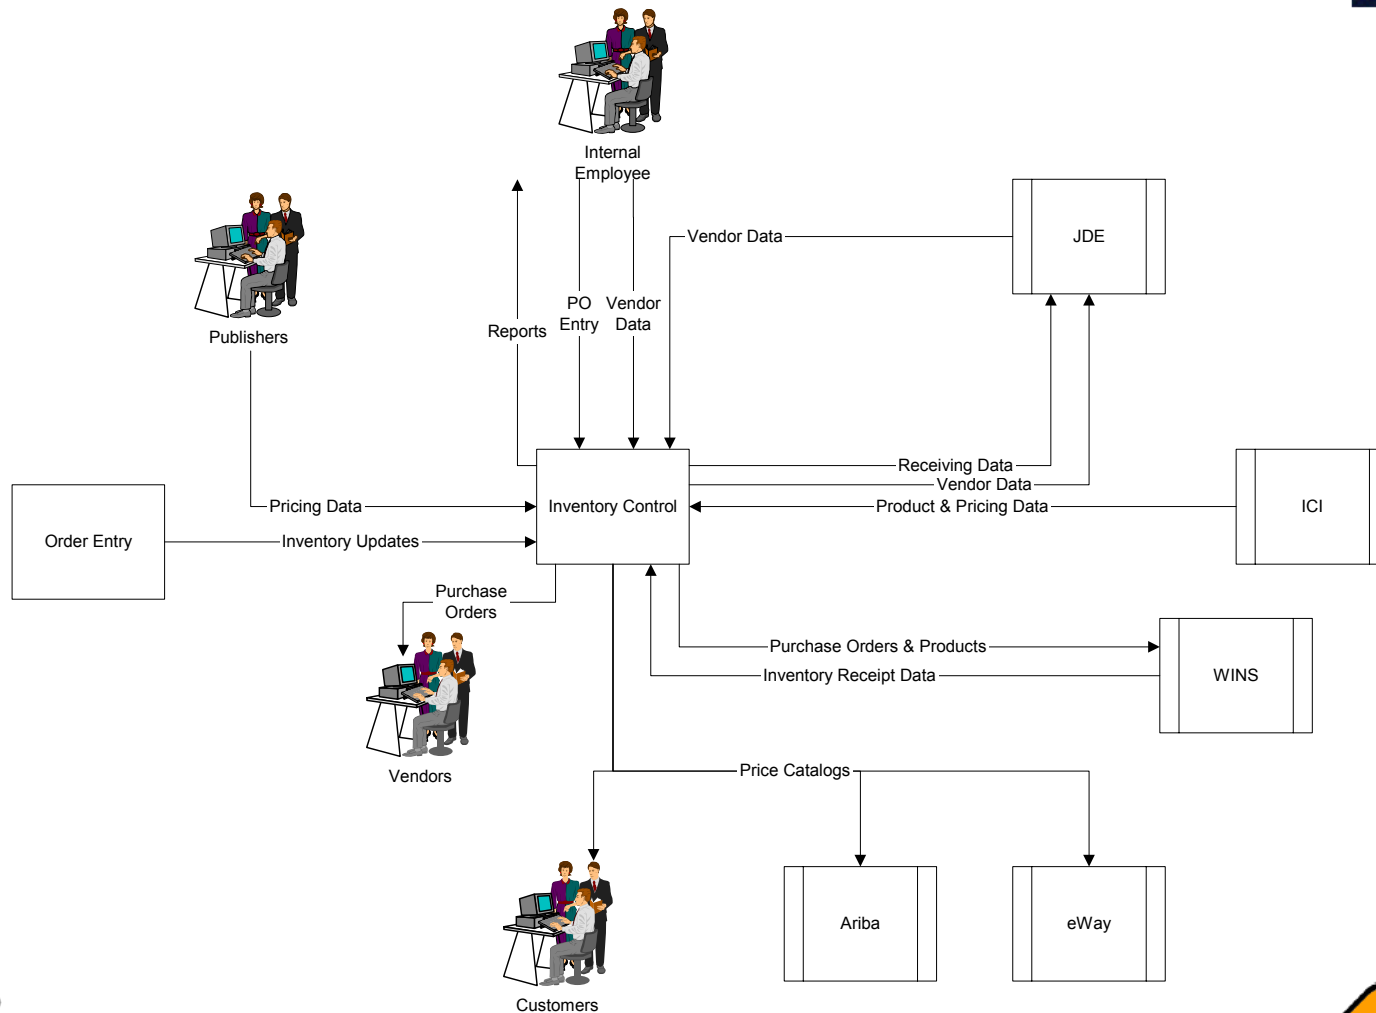 Internal
Employee
Vendor Data
JDE
PO
Entry
Vendor
Data
Reports
Publishers
Receiving Data
Vendor Data
Pricing Data
Inventory Control
Product & Pricing Data
ICI
Order Entry
Inventory Updates
Purchase
Orders
Purchase Orders & Products
Inventory Receipt Data
WINS
Vendors
Price Catalogs
Ariba
eWay
Customers